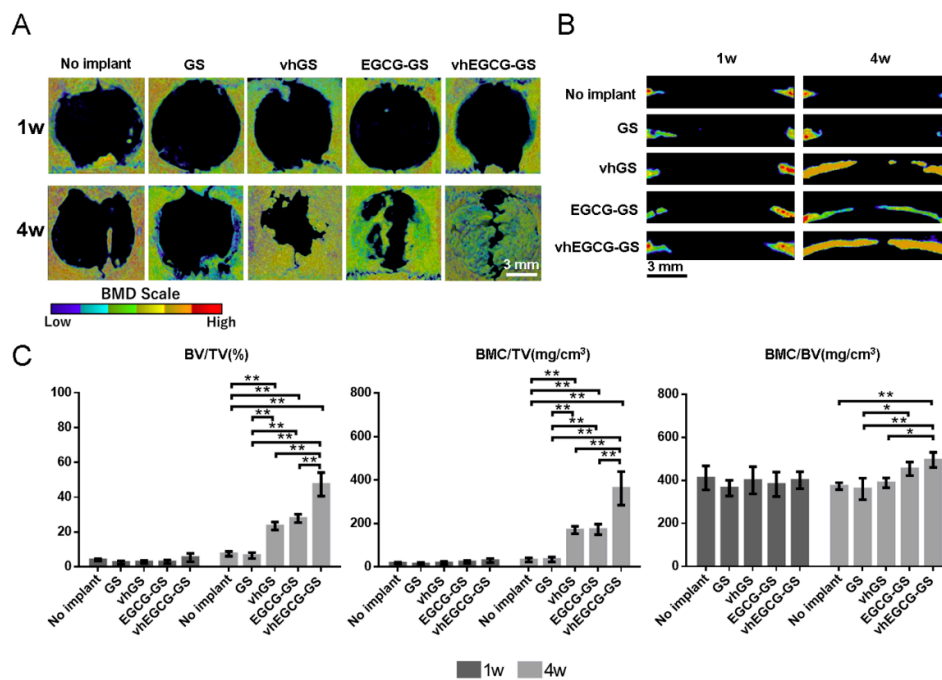 A
No implant GS vhGS EGCG-GS vhEGCG-GS
1w
4w
3 mm
BMD Scale
Low High
B
1w 4w
No implant
GS
vhGS
EGCG-GS
vhEGCG-GS
3 mm
C
BV/TV(%)
100
80
60
40
20
0
** ** ** ** ** ** ** **
No implant GS vhGS EGCG-GS vhEGCG-GS No implant GS vhGS EGCG-GS vhEGCG-GS
BMC/TV(mg/cm³)
800
600
400
200
0
** ** ** ** ** ** ** **
No implant GS vhGS EGCG-GS vhEGCG-GS No implant GS vhGS EGCG-GS vhEGCG-GS
BMC/BV(mg/cm³)
800
600
400
200
0
** * ** *
No implant GS vhGS EGCG-GS vhEGCG-GS No implant GS vhGS EGCG-GS vhEGCG-GS
1w 4w